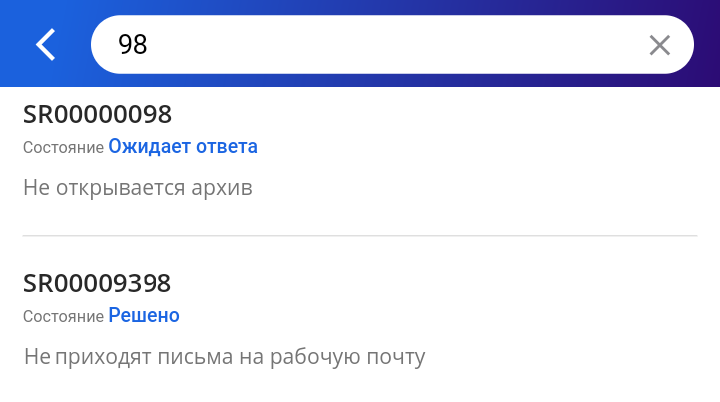 98
SR00000098
Состояние Ожидает ответа
Не открывается архив
SR00009398
Состояние Решено
Не приходят письма на рабочую почту